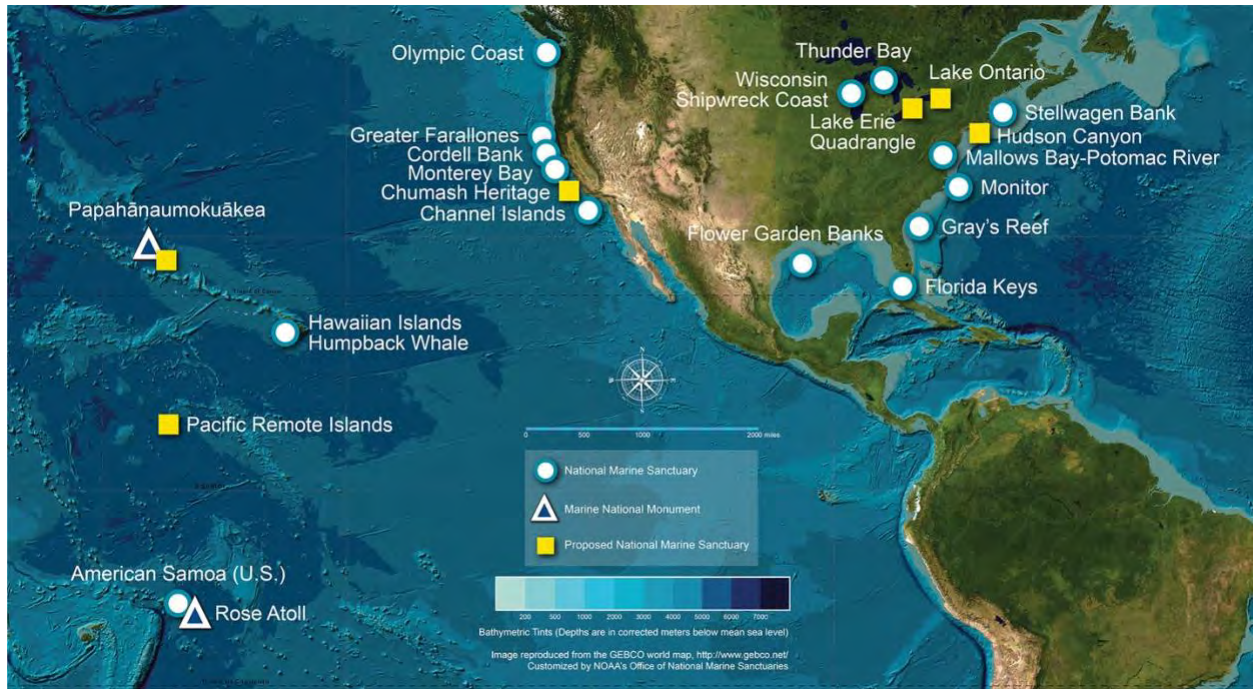 Olympic Coast
Thunder Bay
Wisconsin
Shipwreck Coast
Lake Ontario
Lake Erie
Quadrangle
Stellwagen Bank
Hudson Canyon
Mallows Bay-Potomac River
Monitor
Gray's Reef
Florida Keys
Flower Garden Banks
Greater Farallones
Cordell Bank
Monterey Bay
Chumash Heritage
Channel Islands
Papahānaumokuākea
Hawaiian Islands
Humpback Whale
Pacific Remote Islands
American Samoa (U.S.)
Rose Atoll
N
0 500 1000 2000 miles
National Marine Sanctuary
Marine National Monument
Proposed National Marine Sanctuary
200 500 1000 2000 4000 5000 6000 7000
Bathymetric Tints (Depths are in corrected meters below mean sea level)
Image reproduced from the GEBCO world map, http://www.gebco.net/
Customized by NOAA's Office of National Marine Sanctuaries